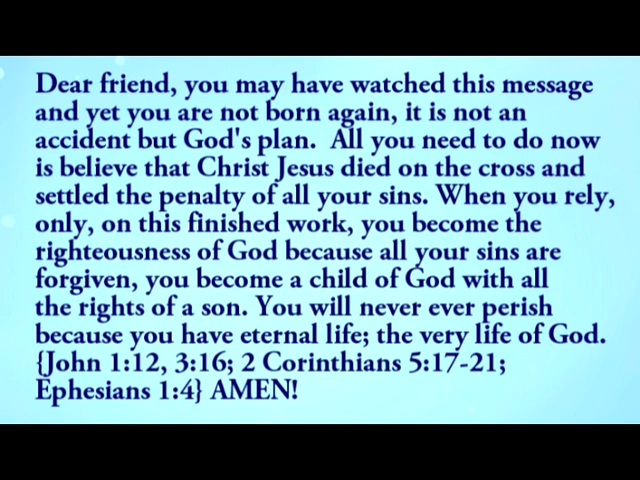 Dear friend, you may have watched this message
and yet you are not born again, it is not an
accident but God's plan.  All you need to do now
is believe that Christ Jesus died on the cross and
settled the penalty of all your sins. When you rely,
only, on this finished work, you become the
righteousness of God because all your sins are
forgiven, you become a child of God with all
the rights of a son. You will never ever perish
because you have eternal life; the very life of God.
{John 1:12, 3:16; 2 Corinthians 5:17-21;
Ephesians 1:4} AMEN!